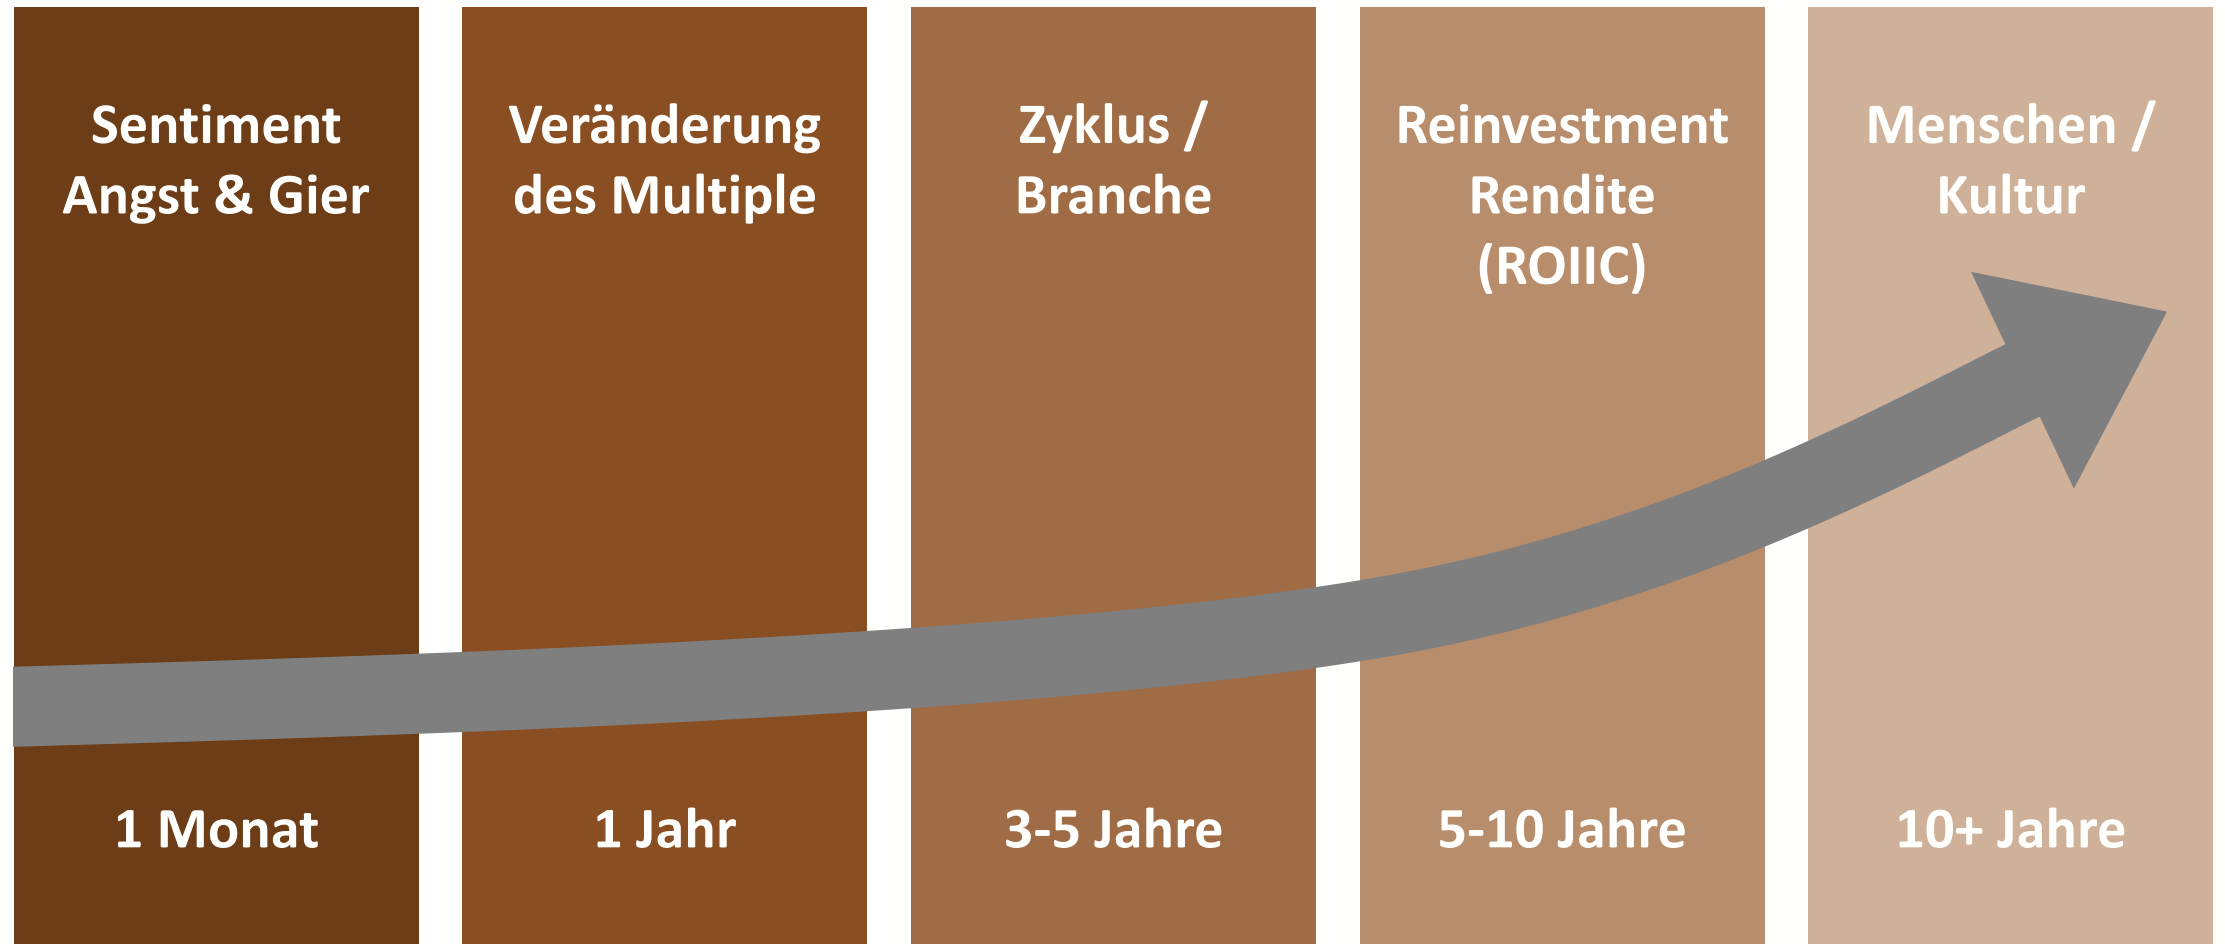 Sentiment
Angst & Gier
Veränderung
des Multiple
Zyklus /
Branche
Reinvestment
Rendite
(ROIIC)
Menschen /
Kultur
1 Monat
1 Jahr
3-5 Jahre
5-10 Jahre
10+ Jahre